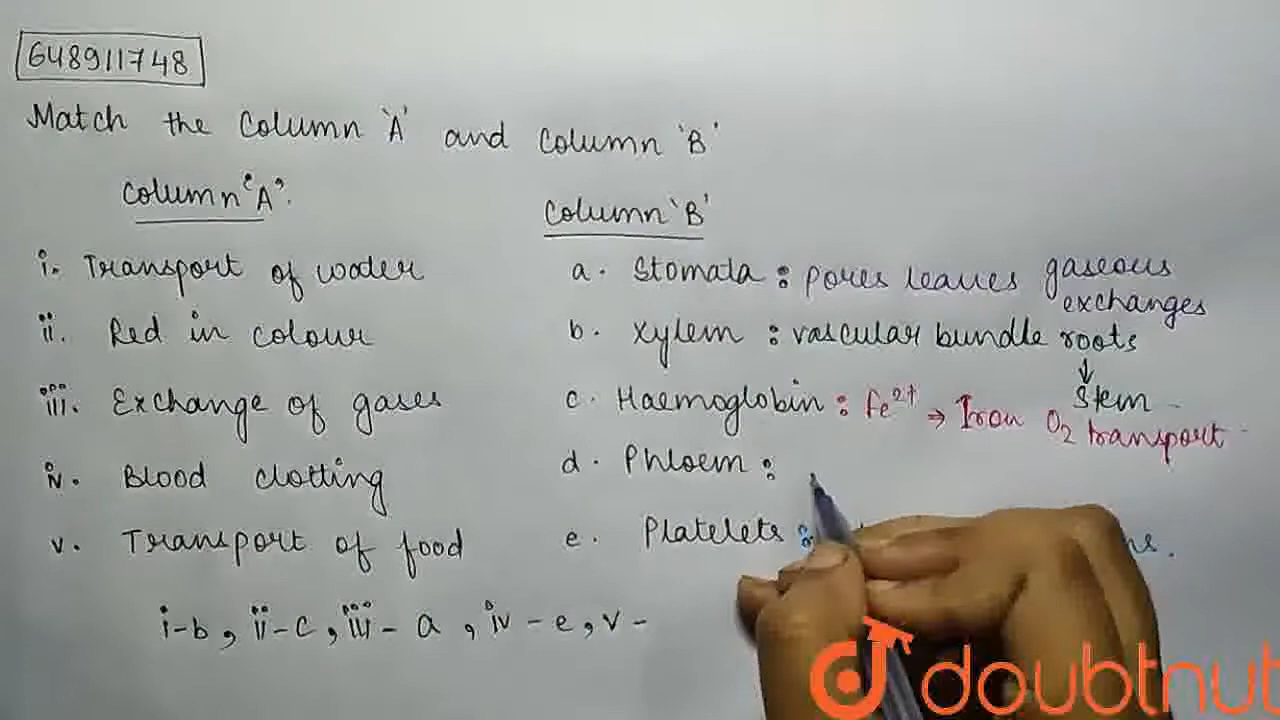 648911748
Match the Column 'A' and Column 'B'
Column 'A'.
Column 'B'
i. Transport of water
a. Stomata : pores leaves gaseous exchanges
ii. Red in colour
b. Xylem : vascular bundle roots
↓
Stem
iii. Exchange of gases
c. Haemoglobin : Fe2+ ⇒ Iron O2 transport
iv. Blood clotting
d. Phloem :
v. Transport of food
e. Platelets :
i-b, ii-c, iii-a, iv-e, v-
doubtnut